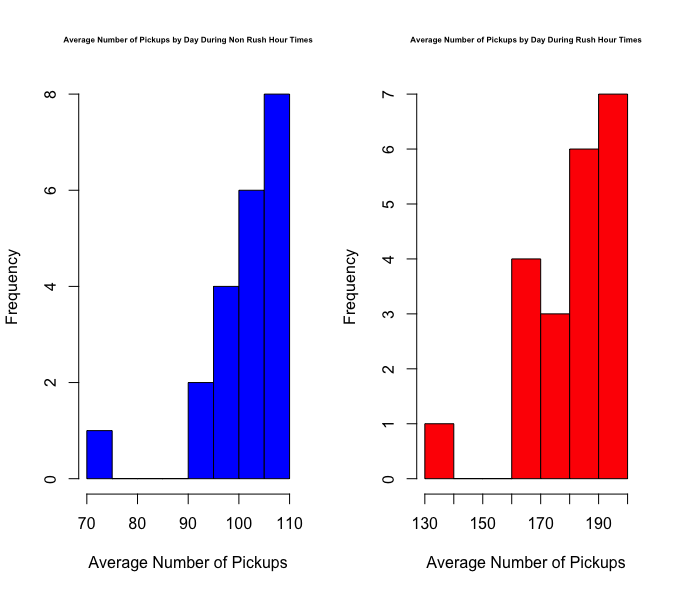 Average Number of Pickups by Day During Non Rush Hour Times
Frequency
8
6
4
2
0
70 80 90 100 110
Average Number of Pickups
Average Number of Pickups by Day During Rush Hour Times
Frequency
7
6
5
4
3
2
1
0
130 150 170 190
Average Number of Pickups